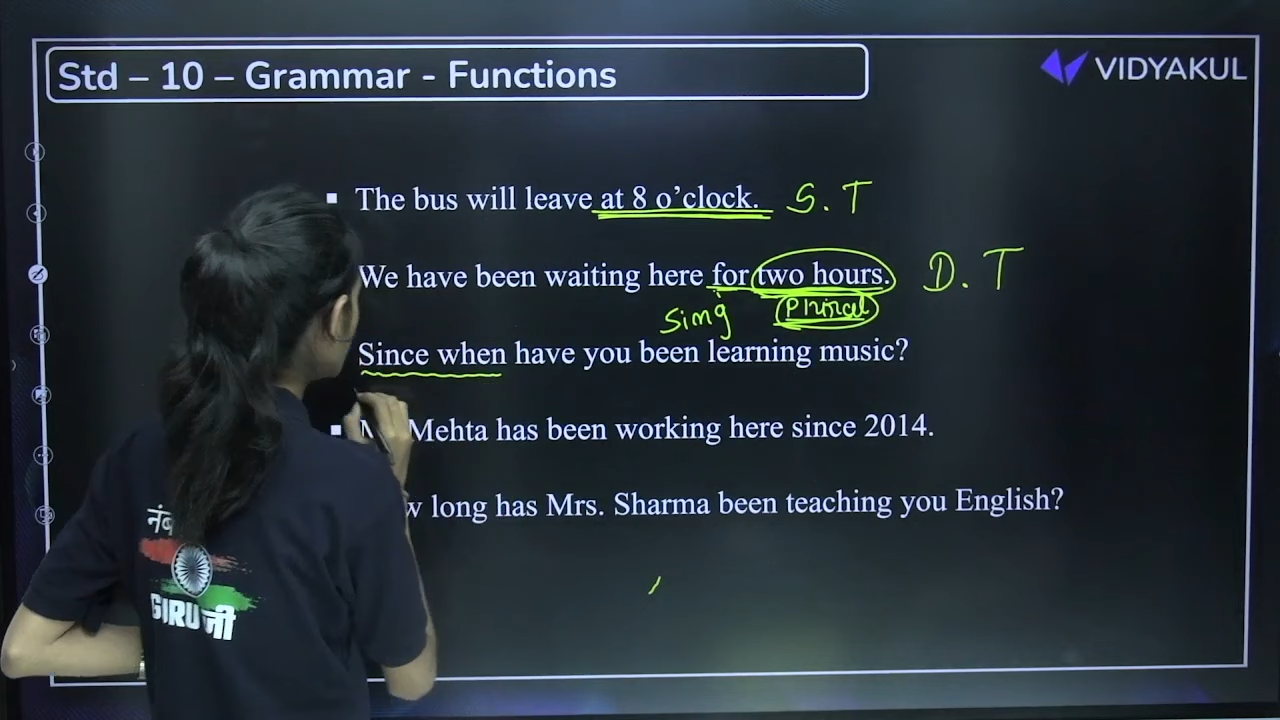 Std – 10 – Grammar - Functions
VIDYAKUL
▪ The bus will leave at 8 o’clock. S. T
We have been waiting here for two hours. D. T
Sing Plural
Since when have you been learning music?
▪ Mehta has been working here since 2014.
long has Mrs. Sharma been teaching you English?
GURUजी